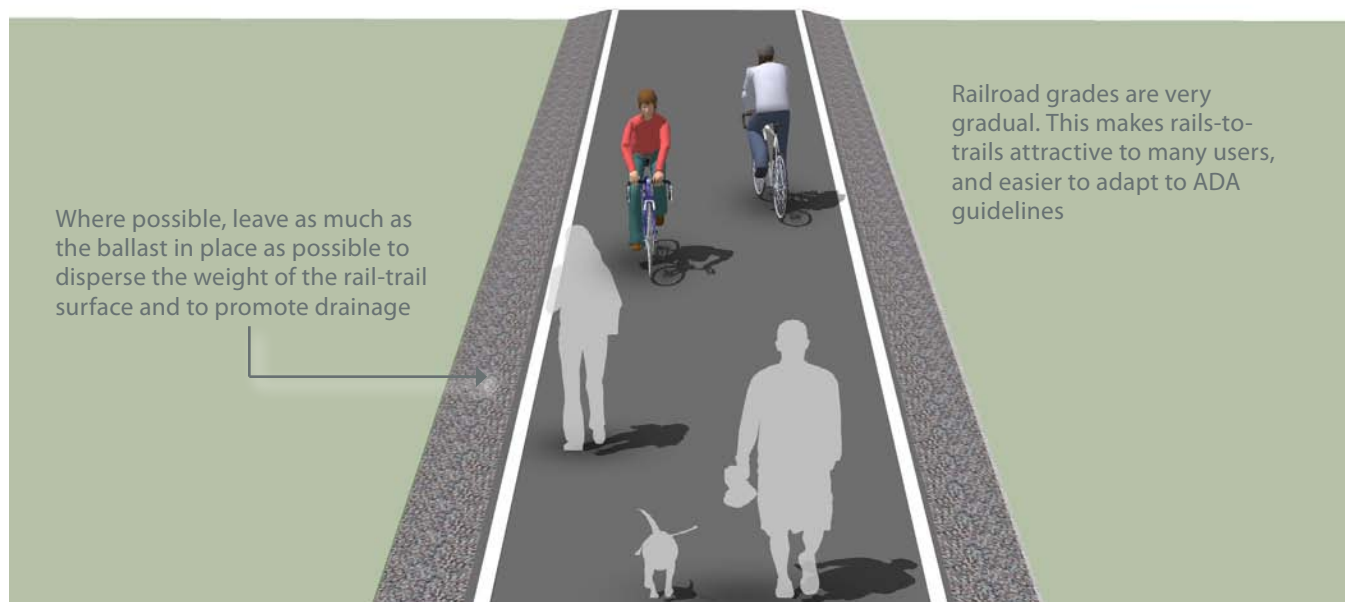 Where possible, leave as much as
the ballast in place as possible to
disperse the weight of the rail-trail
surface and to promote drainage
Railroad grades are very
gradual. This makes rails-to-
trails attractive to many users,
and easier to adapt to ADA
guidelines